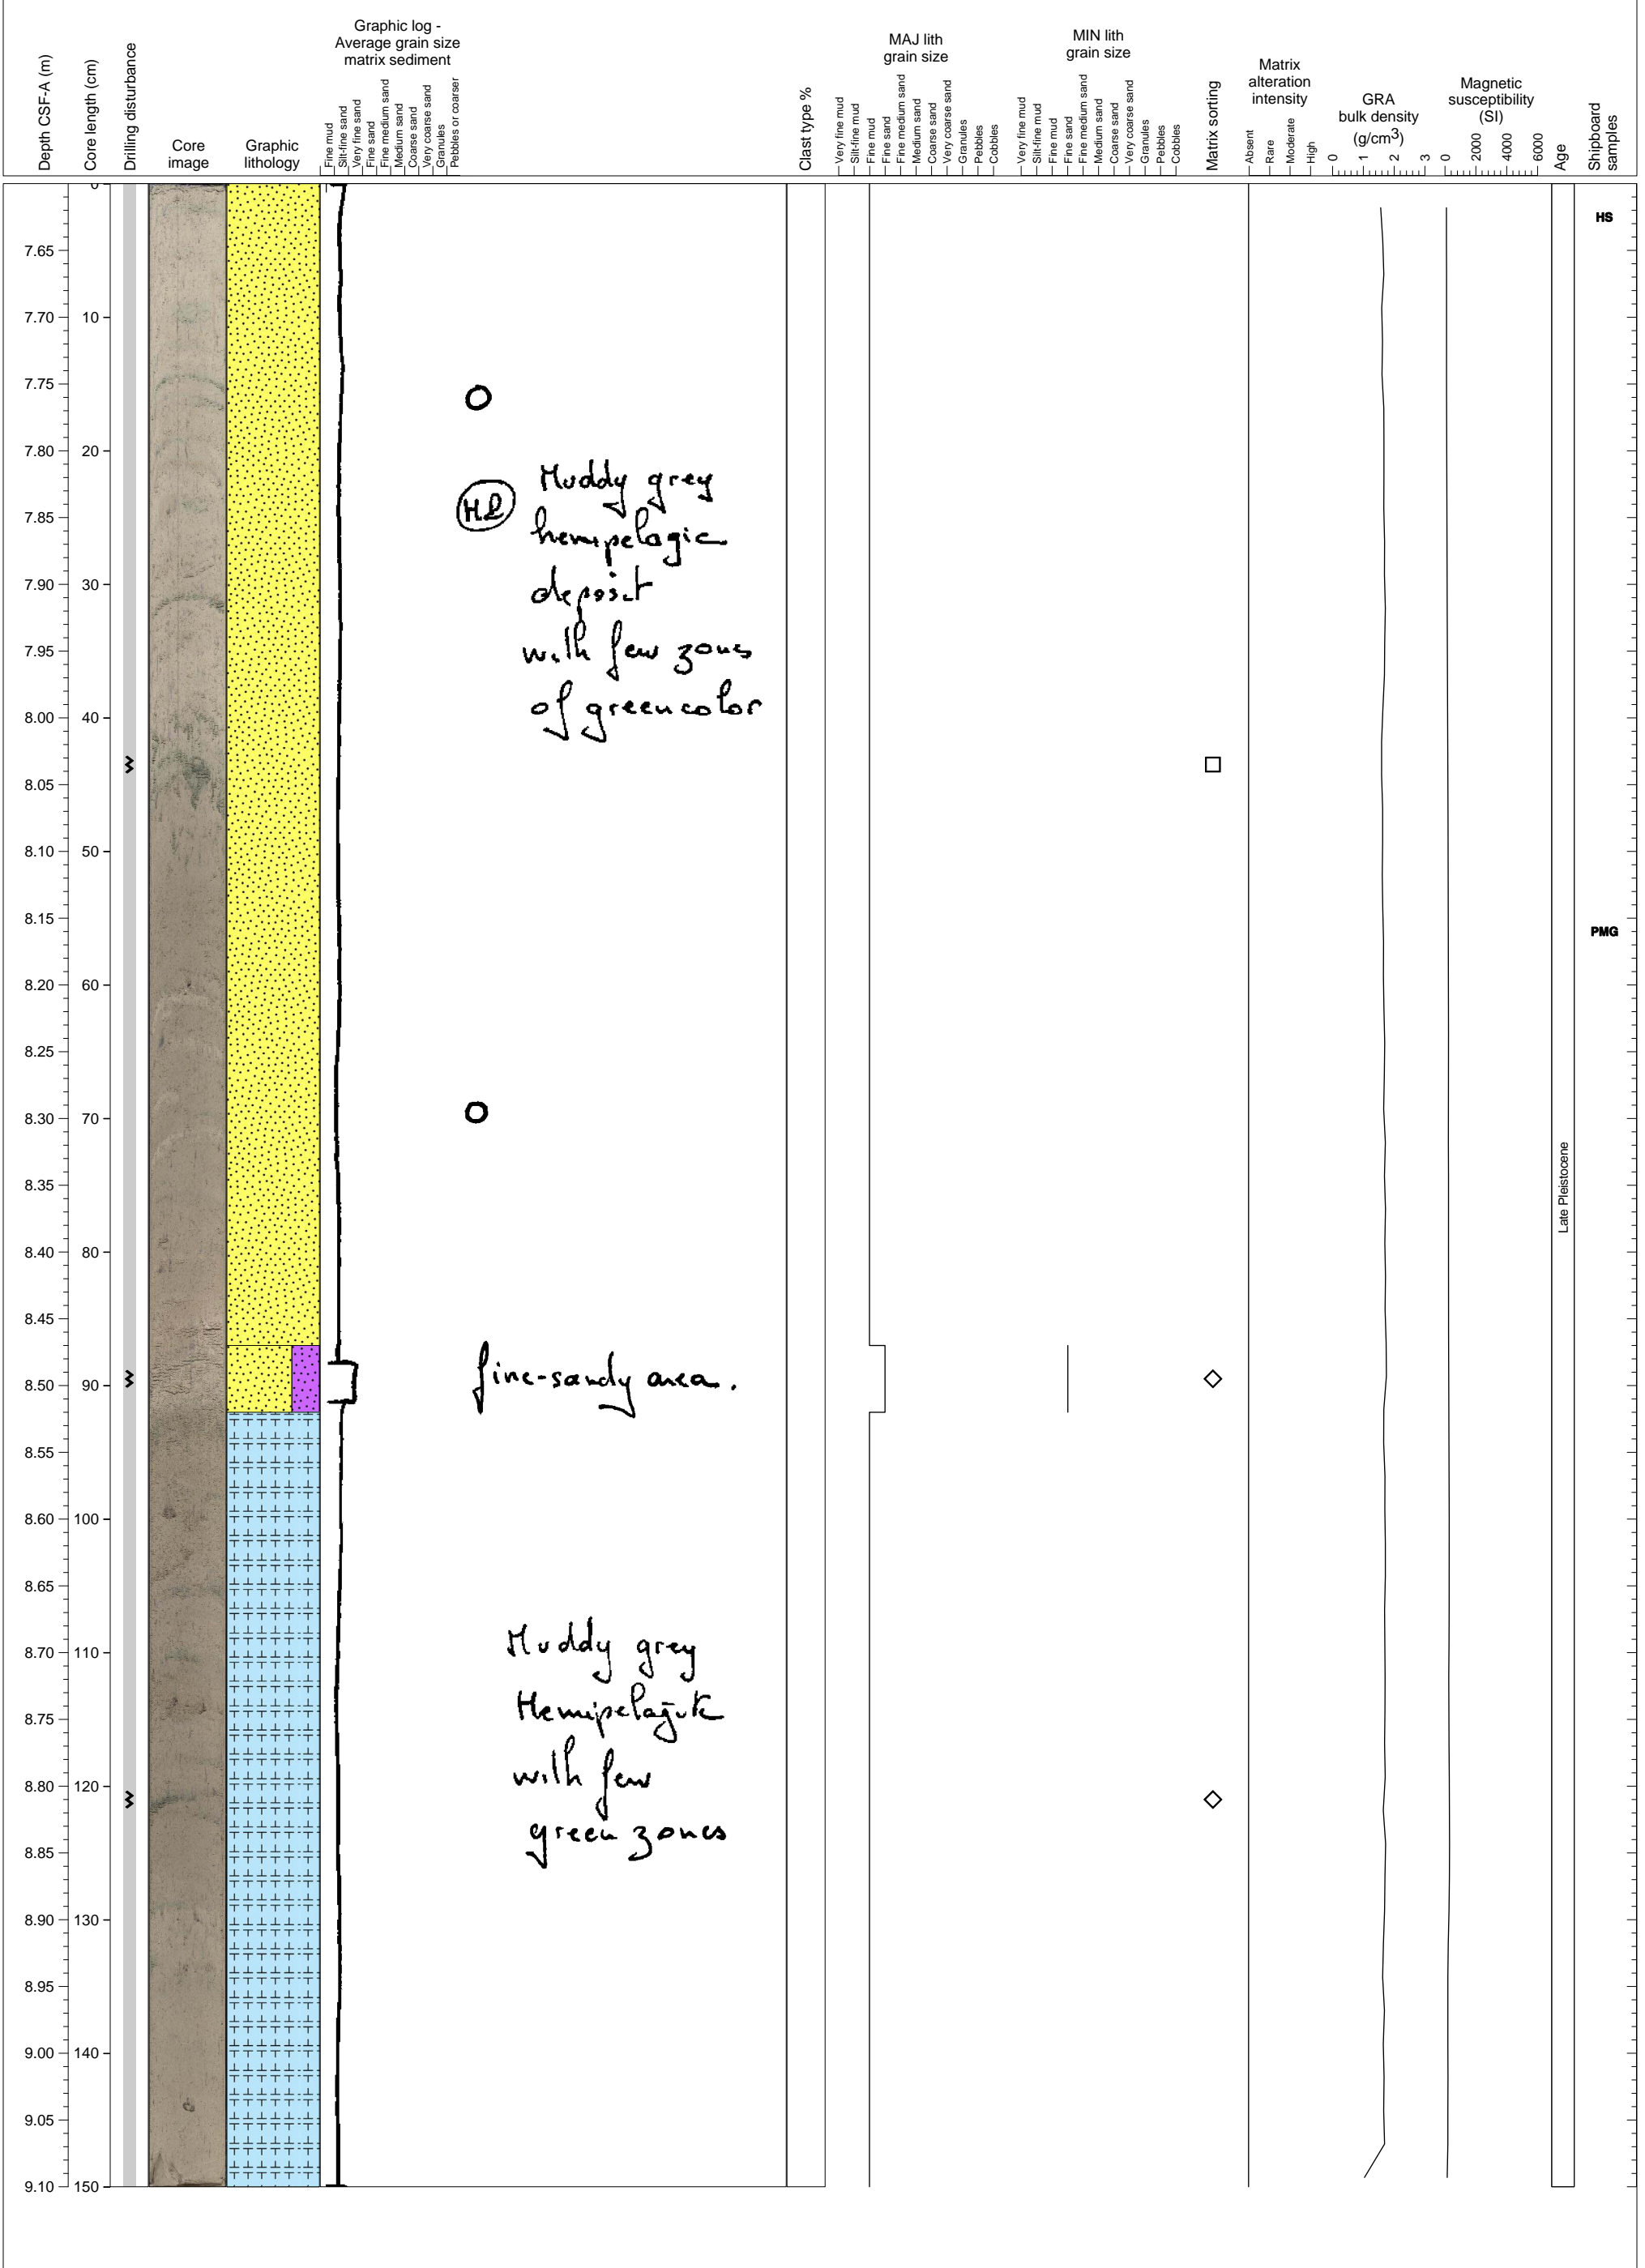 Graphic log -
Average grain size
matrix sediment
MAJ lith
grain size
MIN lith
grain size
Depth CSF-A (m)
Core length (cm)
Drilling disturbance
Core
image
Graphic
lithology
Fine mud
Silt-fine sand
Very fine sand
Fine sand
Fine medium sand
Medium sand
Coarse sand
Very coarse sand
Granules
Pebbles or coarser
Clast type %
Very fine mud
Silt-fine mud
Fine mud
Fine sand
Fine medium sand
Medium sand
Coarse sand
Very coarse sand
Granules
Pebbles
Cobbles
Very fine mud
Silt-fine mud
Fine mud
Fine sand
Fine medium sand
Medium sand
Coarse sand
Very coarse sand
Granules
Pebbles
Cobbles
Matrix sorting
Matrix
alteration
intensity
Absent
Rare
Moderate
High
GRA
bulk density
(g/cm3)
0 1 2 3
Magnetic
susceptibility
(SI)
0 2000 4000 6000
Age
Shipboard
samples
0
HS
7.65
7.70 10
7.75
7.80 20
Muddy grey
7.85
hemipelagic
7.90 30
deposit
7.95
with few zones
8.00 40
of green color
8.05
8.10 50
8.15
PMG
8.20 60
8.25
8.30 70
8.35
Late Pleistocene
8.40 80
8.45
8.50 90
fine-sandy area.
8.55
8.60 100
8.65
8.70 110
Muddy grey
8.75
8.80 120
with few
8.85
green zones
8.90 130
8.95
9.00 140
9.05
9.10 150